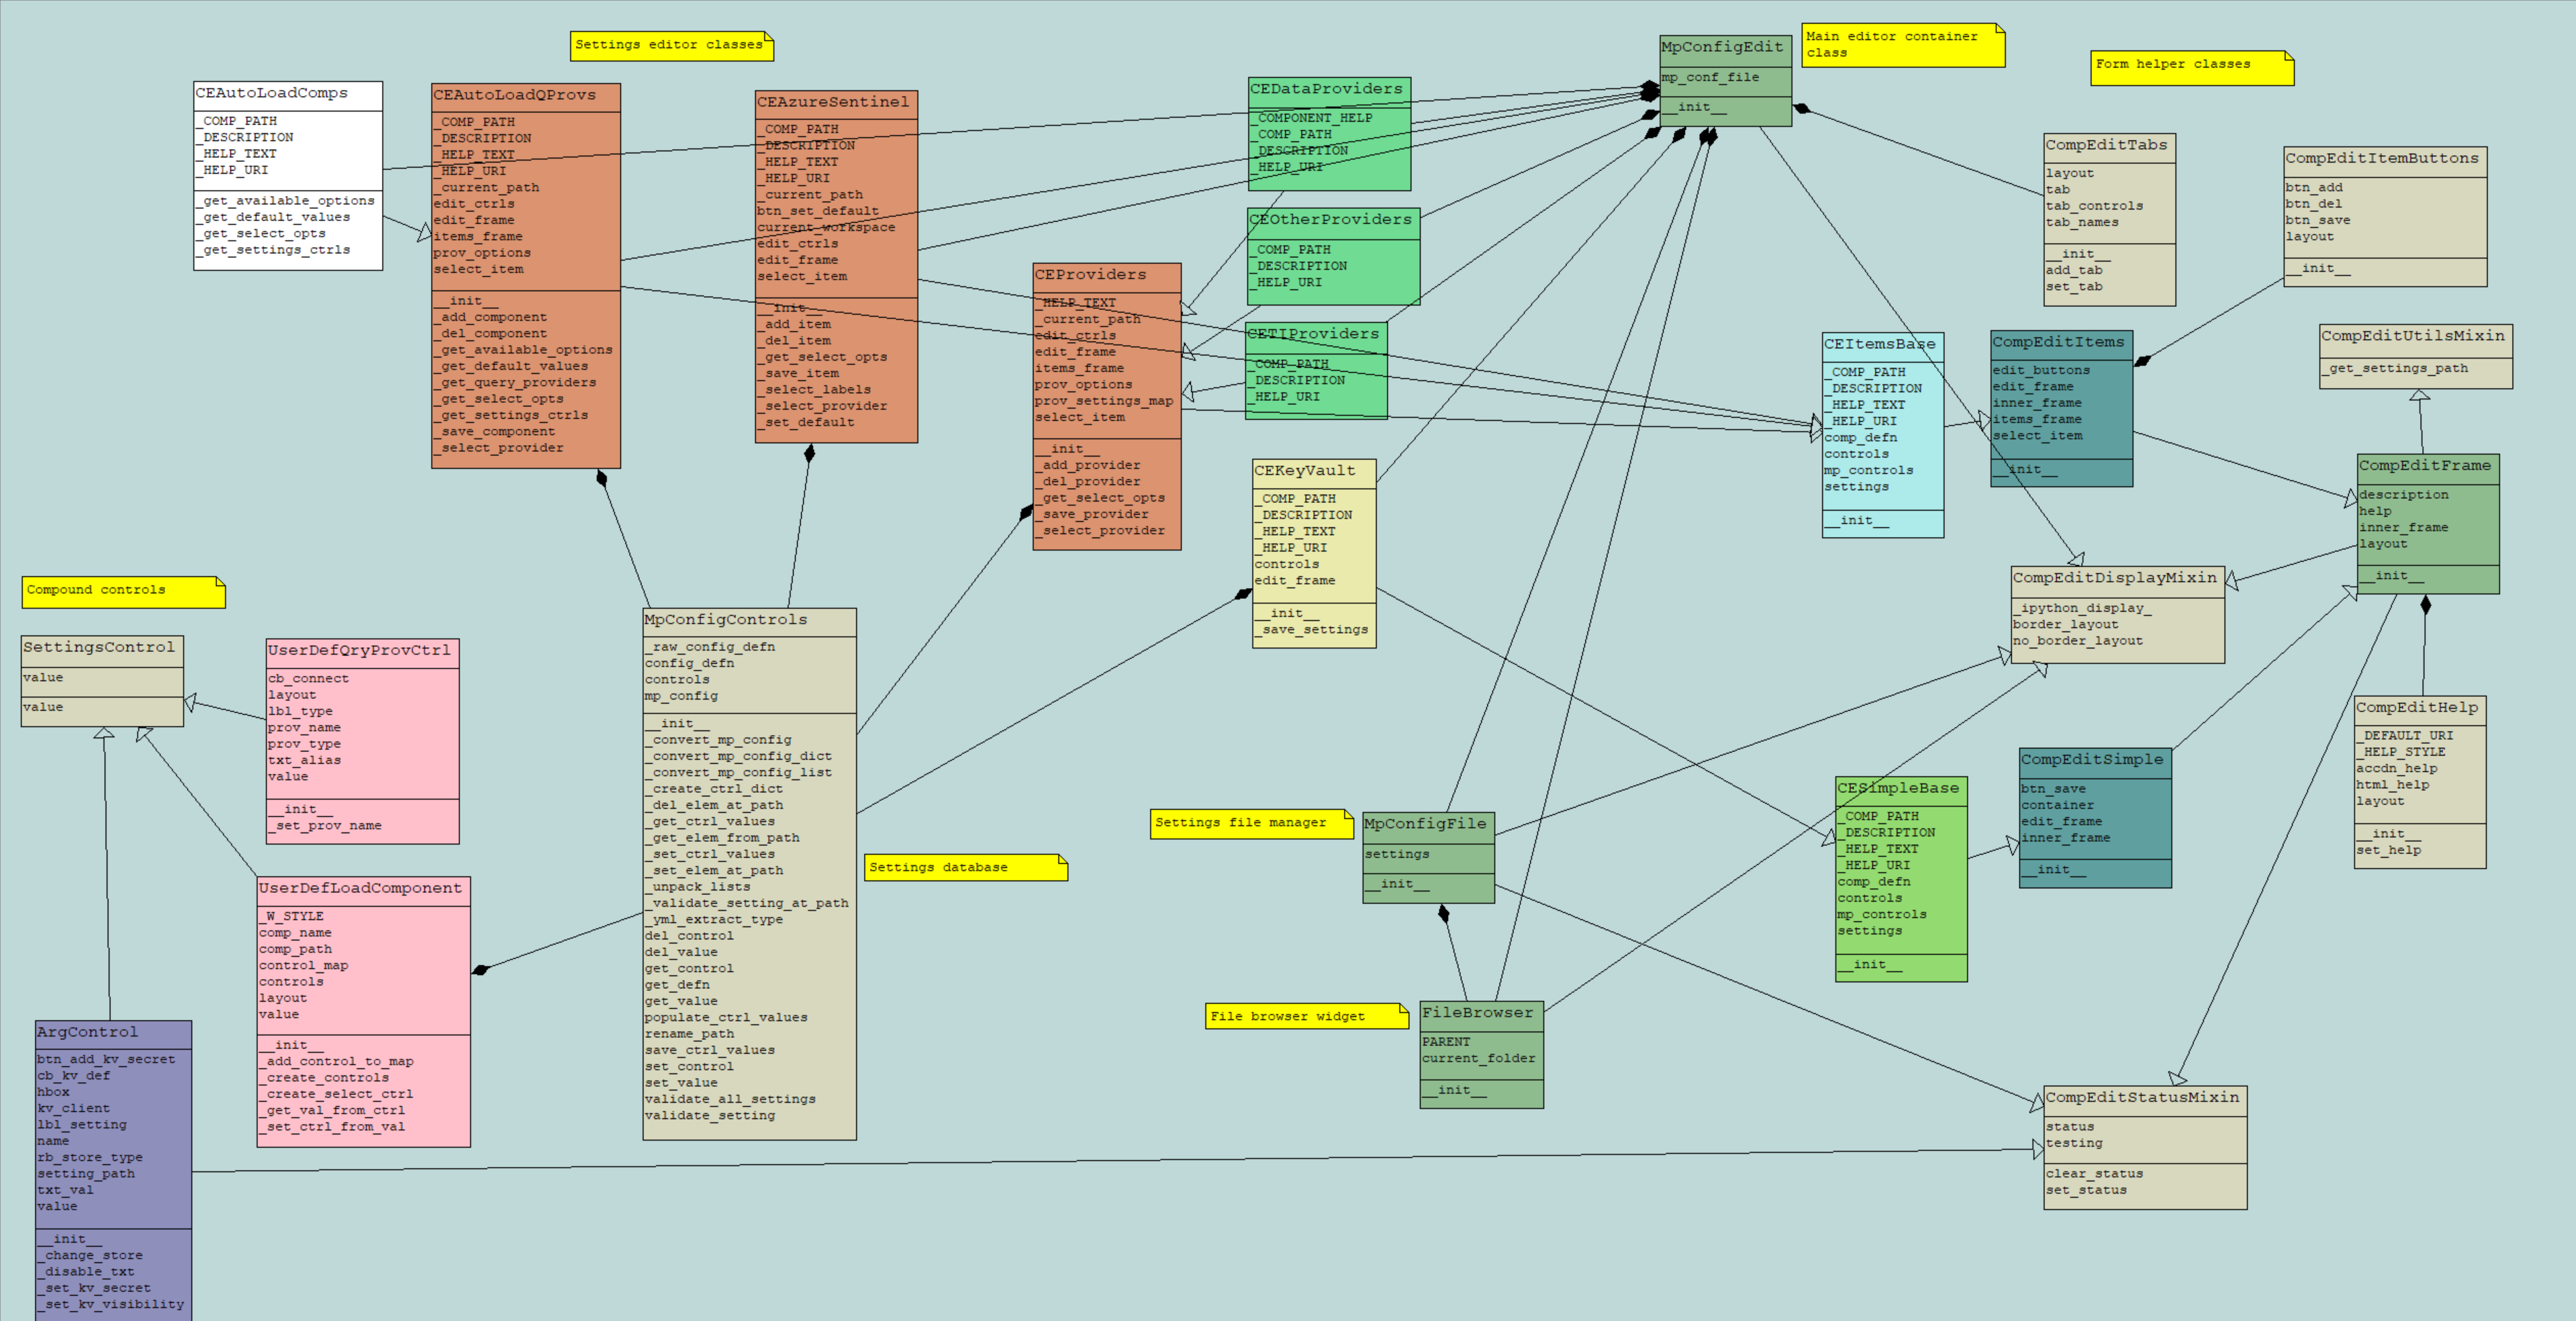 Settings editor classes
Main editor container
class
Form helper classes
CEAutoLoadComps
_COMP_PATH
_DESCRIPTION
_HELP_TEXT
_HELP_URI
_get_available_options
_get_default_values
_get_select_opts
_get_settings_ctrls
CEAutoLoadQProvs
_COMP_PATH
_DESCRIPTION
_HELP_TEXT
_HELP_URI
_current_path
edit_ctrls
edit_frame
items_frame
prov_options
select_item
__init__
_add_component
_del_component
_get_available_options
_get_default_values
_get_query_providers
_get_select_opts
_get_settings_ctrls
_save_component
_select_provider
CEAzureSentinel
_COMP_PATH
_DESCRIPTION
_HELP_TEXT
_HELP_URI
_current_path
btn_set_default
current_workspace
edit_ctrls
edit_frame
select_item
__init__
_add_item
_del_item
_get_select_opts
_save_item
_select_labels
_select_provider
_set_default
CEProviders
_HELP_TEXT
_current_path
edit_ctrls
edit_frame
items_frame
prov_options
prov_settings_map
select_item
__init__
_add_provider
_del_provider
_get_select_opts
_save_provider
_select_provider
CEDataProviders
_COMPONENT_HELP
_COMP_PATH
_DESCRIPTION
_HELP_URI
CEOtherProviders
_COMP_PATH
_DESCRIPTION
_HELP_URI
CETIProviders
_COMP_PATH
_DESCRIPTION
_HELP_URI
CEKeyVault
_COMP_PATH
_DESCRIPTION
_HELP_TEXT
_HELP_URI
controls
edit_frame
__init__
_save_settings
MpConfigEdit
mp_conf_file
__init__
CompEditTabs
layout
tab
tab_controls
tab_names
__init__
add_tab
set_tab
CompEditItemButtons
btn_add
btn_del
btn_save
layout
__init__
CEItemsBase
_COMP_PATH
_DESCRIPTION
_HELP_TEXT
_HELP_URI
comp_defn
controls
mp_controls
settings
__init__
CompEditItems
edit_buttons
edit_frame
inner_frame
items_frame
select_item
__init__
CompEditUtilsMixin
_get_settings_path
CompEditFrame
description
help
inner_frame
layout
__init__
CompEditDisplayMixin
_ipython_display_
border_layout
no_border_layout
Compound controls
SettingsControl
value
value
UserDefQryProvCtrl
cb_connect
layout
lbl_type
prov_name
prov_type
txt_alias
value
__init__
_set_prov_name
UserDefLoadComponent
_W_STYLE
comp_name
comp_path
control_map
controls
layout
value
__init__
_add_control_to_map
_create_controls
_create_select_ctrl
_get_val_from_ctrl
_set_ctrl_from_val
ArgControl
btn_add_kv_secret
cb_kv_def
hbox
kv_client
lbl_setting
name
rb_store_type
setting_path
txt_val
value
__init__
_change_store
_disable_txt
_set_kv_secret
_set_kv_visibility
MpConfigControls
_raw_config_defn
config_defn
controls
mp_config
__init__
_convert_mp_config
_convert_mp_config_dict
_convert_mp_config_list
_create_ctrl_dict
_del_elem_at_path
_get_ctrl_values
_get_elem_from_path
_set_ctrl_values
_set_elem_at_path
_unpack_lists
_validate_setting_at_path
_yml_extract_type
del_control
del_value
get_control
get_defn
get_value
populate_ctrl_values
rename_path
save_ctrl_values
set_control
set_value
validate_all_settings
validate_setting
Settings database
Settings file manager
MpConfigFile
settings
__init__
File browser widget
FileBrowser
PARENT
current_folder
__init__
CESimpleBase
_COMP_PATH
_DESCRIPTION
_HELP_TEXT
_HELP_URI
comp_defn
controls
mp_controls
settings
__init__
CompEditSimple
btn_save
container
edit_frame
inner_frame
__init__
CompEditHelp
_DEFAULT_URI
_HELP_STYLE
accdn_help
html_help
layout
__init__
set_help
CompEditStatusMixin
status
testing
clear_status
set_status